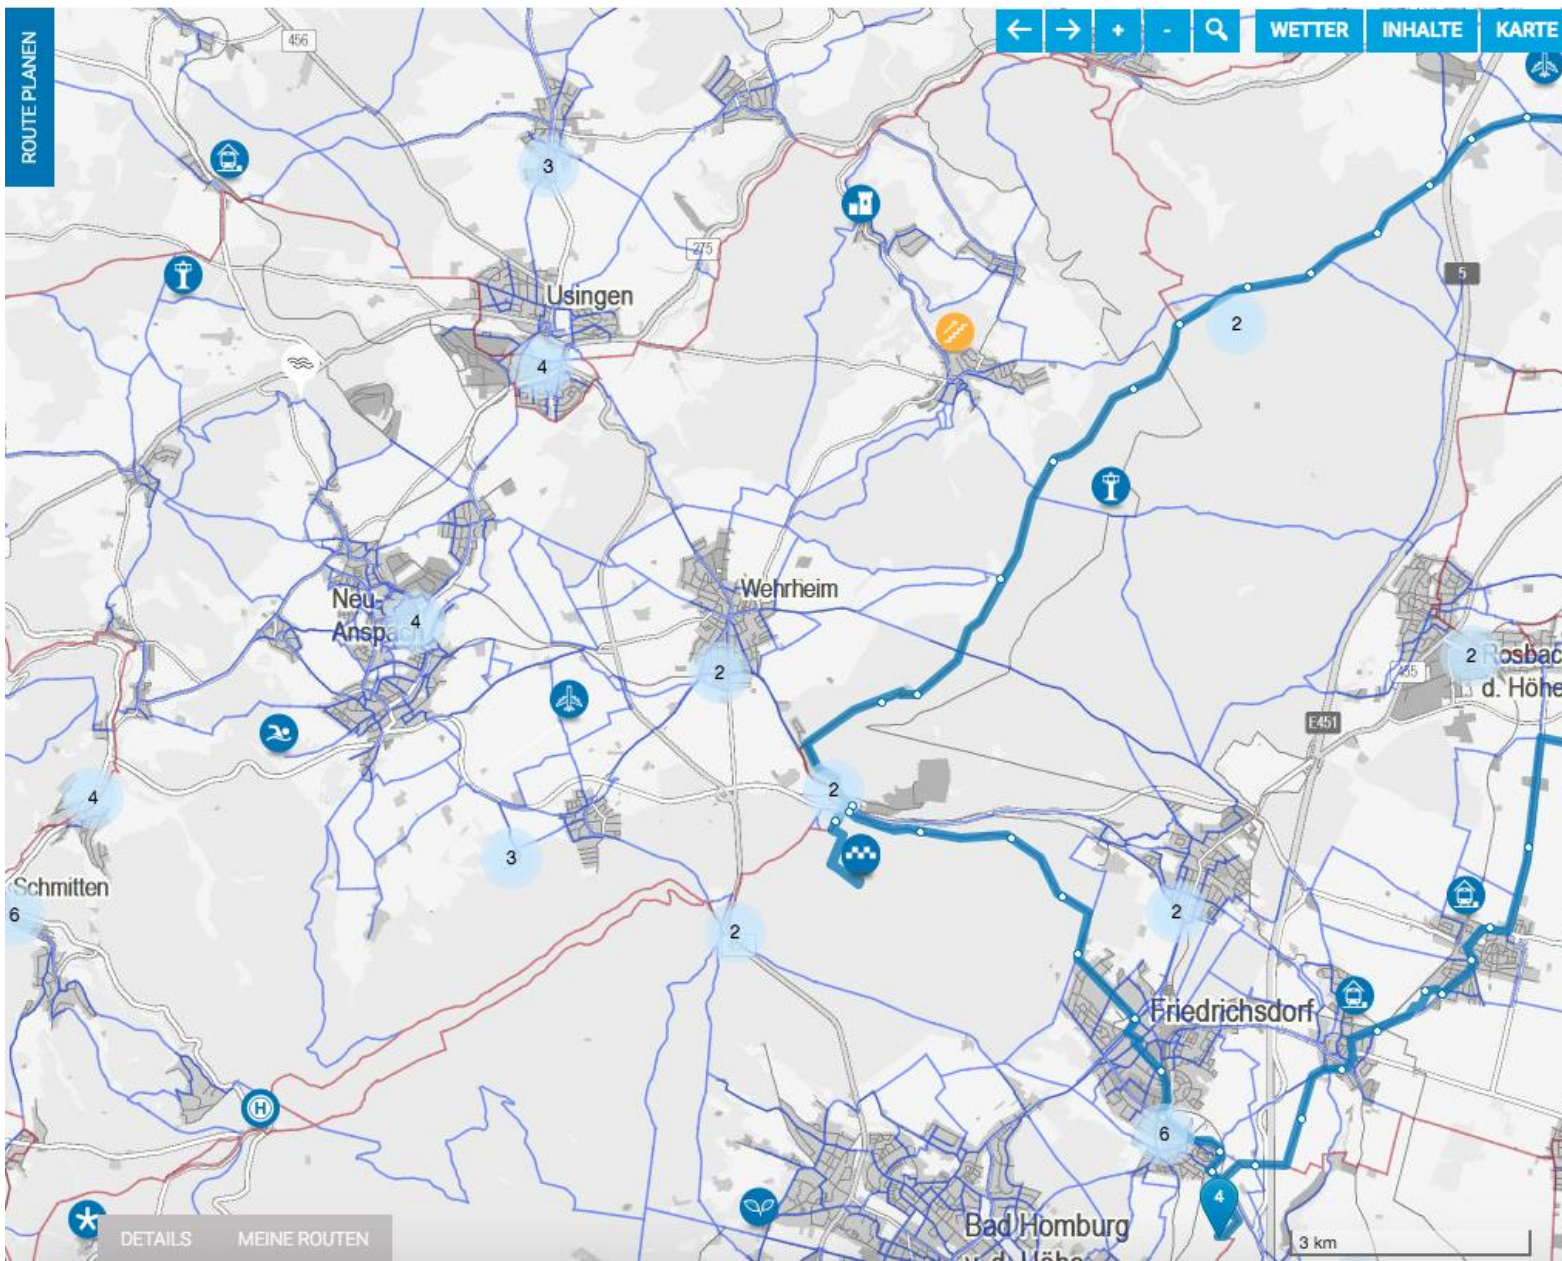 ROUTE PLANEN
456
+
-
WETTER
INHALTE
KARTE
3
275
5
Usingen
2
4
Wehrheim
Neu-
Anspach
4
2
455
2
Rosbac
d. Höhe
E451
4
2
3
2
2
Schmitten
6
Friedrichsdorf
H
6
4
Bad Homburg
v. d. Höhe
3 km
DETAILS
MEINE ROUTEN